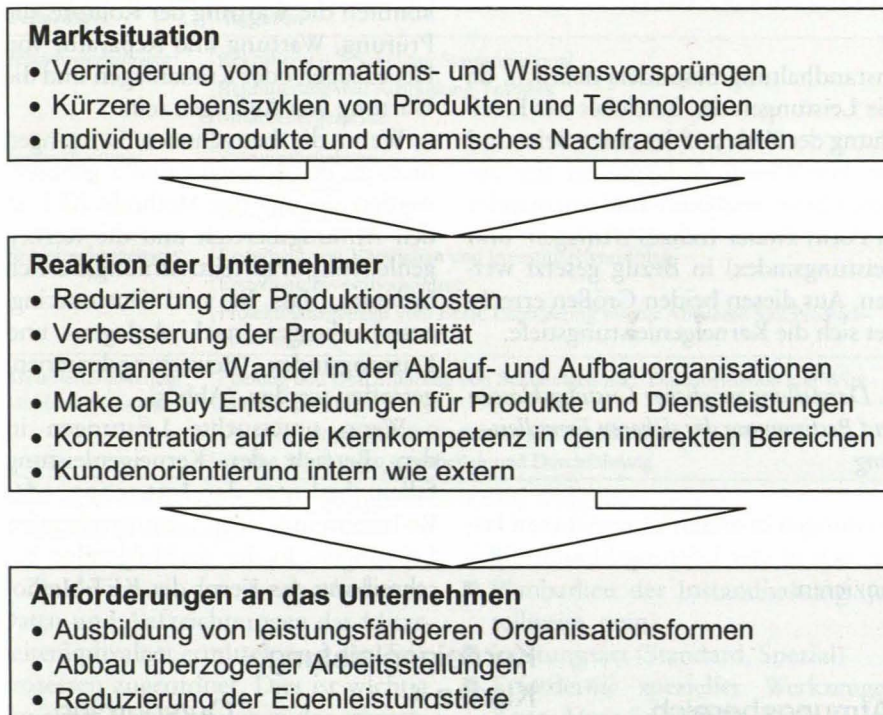 Marktsituation
• Verringerung von Informations- und Wissensvorsprüngen
• Kürzere Lebenszyklen von Produkten und Technologien
• Individuelle Produkte und dynamisches Nachfrageverhalten
Reaktion der Unternehmer
• Reduzierung der Produktionskosten
• Verbesserung der Produktqualität
• Permanenter Wandel in der Ablauf- und Aufbauorganisationen
• Make or Buy Entscheidungen für Produkte und Dienstleistungen
• Konzentration auf die Kernkompetenz in den indirekten Bereichen
• Kundenorientierung intern wie extern
Anforderungen an das Unternehmen
• Ausbildung von leistungsfähigeren Organisationsformen
• Abbau überzogener Arbeitsstellungen
• Reduzierung der Eigenleistungstiefe